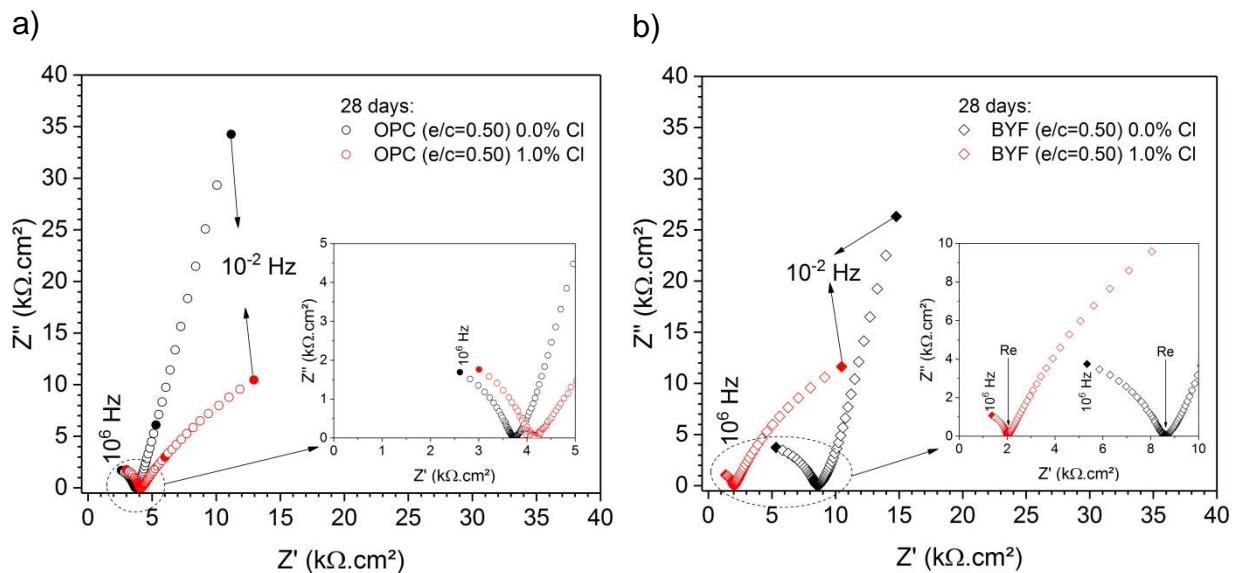 a)
40
35
30
25
20
15
10
5
0
Z'' (kΩ.cm²)
28 days:
OPC (e/c=0.50) 0.0% Cl
OPC (e/c=0.50) 1.0% Cl
10⁻² Hz
10⁶ Hz
5
4
3
2
1
0
Z'' (kΩ.cm²)
10⁶ Hz
0 1 2 3 4 5
Z' (kΩ.cm²)
0 5 10 15 20 25 30 35 40
Z' (kΩ.cm²)
b)
40
35
30
25
20
15
10
5
0
Z'' (kΩ.cm²)
28 days:
BYF (e/c=0.50) 0.0% Cl
BYF (e/c=0.50) 1.0% Cl
10⁻² Hz
10⁶ Hz
10
8
6
4
2
0
Z'' (kΩ.cm²)
Re
Re
10⁶ Hz
10⁶ Hz
0 2 4 6 8 10
Z' (kΩ.cm²)
0 5 10 15 20 25 30 35 40
Z' (kΩ.cm²)